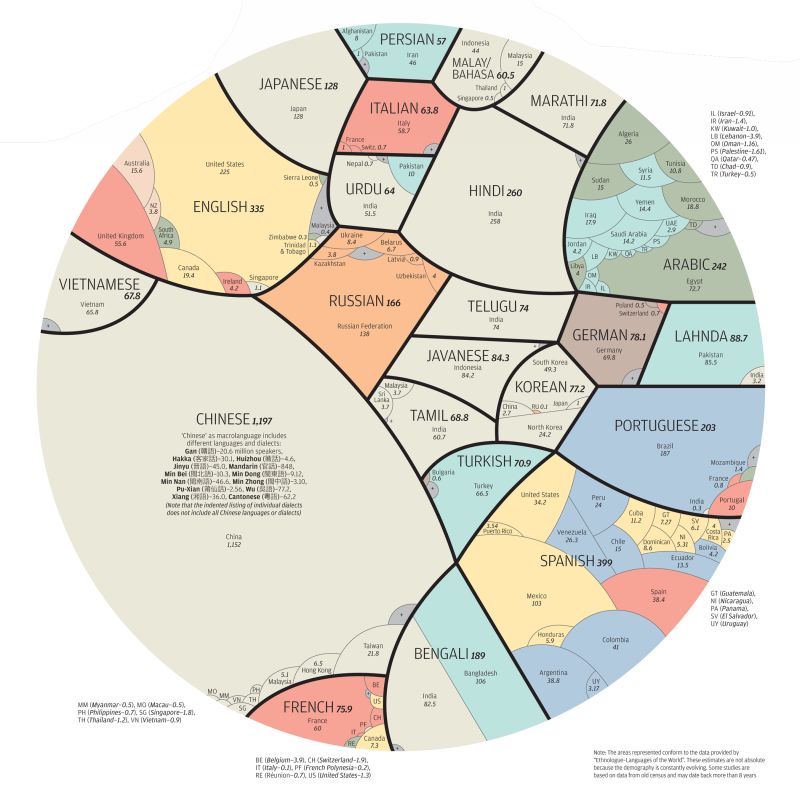 Afghanistan
8
PERSIAN 57
1 Pakistan
Iran
46
Indonesia
44
Malaysia
15
MALAY/
BAHASA 60.5
Thailand
1
Singapore 0.5
JAPANESE 128
Japan
128
ITALIAN 63.8
Italy
58.7
France
1
Switz. 0.7
MARATHI 71.8
India
71.8
Nepal 0.7
Pakistan
10
URDU 64
India
51.5
HINDI 260
India
258
Algeria
26
Syria
11.5
Tunisia
10.8
Sudan
15
Yemen
14.4
Morocco
18.8
Iraq
17.9
UAE
2.9
TD
Saudi Arabia
14.2
TE
PS
Jordan
4.2
LB
KW
QA
OM
Libya
4
IR
IL
ARABIC 242
Egypt
72.7
IL (Israel–0.91),
IR (Iran–1.4),
KW (Kuwait–1.0),
LB (Lebanon–3.9),
OM (Oman–1.16),
PS (Palestine–1.61),
QA (Qatar–0.47),
TD (Chad–0.9),
TR (Turkey–0.5)
Australia
15.6
United States
225
Sierra Leone
0.5
ENGLISH 335
NZ
3.8
South
Africa
4.9
Malaysia
0.4
Zimbabwe 0.3
Trinidad
& Tobago
1.1
United Kingdom
55.6
Canada
19.4
Ireland
4.2
Singapore
1.1
Ukraine
8.4
Belarus
6.7
3.8
Kazakhstan
Latvia 0.9
Uzbekistan 4
RUSSIAN 166
Russian Federation
138
VIETNAMESE
67.8
Vietnam
65.8
TELUGU 74
India
74
Poland 0.5
Switzerland 0.7
GERMAN 78.1
Germany
69.8
LAHNDA 88.7
Pakistan
85.5
India
3.2
JAVANESE 84.3
Indonesia
84.2
South Korea
49.3
KOREAN 77.2
China
2.7
RU 0.1
Japan 1
North Korea
24.2
Malaysia
3.7
Sri
Lanka
3.7
TAMIL 68.8
India
60.7
PORTUGUESE 203
Brazil
187
Mozambique
1.4
France
0.8
India
0.3
Portugal
10
CHINESE 1,197
'Chinese' as macrolanguage includes
different languages and dialects:
Gan (贛語)–20.6 million speakers,
Hakka (客家話)–30.1, Huizhou (徽話)–4.6,
Jinyu (晉語)–45.0, Mandarin (官話)–848,
Min Bei (閩北語)–10.3, Min Dong (閩東語)–9.12,
Min Nan (閩南語)–46.6, Min Zhong (閩中語)–3.10,
Pu-Xian (莆仙語)–2.56, Wu (吳語)–77.2,
Xiang (湘語)–36.0, Cantonese (粵語)–62.2
(Note that the indented listing of individual dialects
does not include all Chinese languages or dialects)
China
1,152
TURKISH 70.9
Bulgaria
0.6
Turkey
66.5
United States
34.2
3.54
Puerto Rico
Peru
24
Cuba
11.2
GT
7.27
SV
6.1
4
Costa
Rica
PA
2.5
Venezuela
26.3
Chile
15
Dominican
8.6
NI
5.31
Bolivia
4.2
Ecuador
13.5
SPANISH 399
Mexico
103
Spain
38.4
Honduras
5.9
Colombia
41
Argentina
38.8
UY
3.17
GT (Guatemala),
NI (Nicaragua),
PA (Panama),
SV (El Salvador),
UY (Uruguay)
Taiwan
21.8
6.5
Hong Kong
5.1
Malaysia
MO
MM
VN
SG
TH
PH
BENGALI 189
India
82.5
Bangladesh
106
FRENCH 75.9
France
60
BE
US
CH
PF
IT
RE
Canada
7.3
MM (Myanmar–0.5), MO (Macau–0.5),
PH (Philippines–0.7), SG (Singapore–1.8),
TH (Thailand–1.2), VN (Vietnam–0.9)
BE (Belgium–3.9), CH (Switzerland–1.9),
IT (Italy–0.1), PF (French Polynesia–0.2),
RE (Réunion–0.7), US (United States–1.3)
Note: The areas represented conform to the data provided by
"Ethnologue-Languages of the World". These estimates are not absolute
because the demography is constantly evolving. Some studies are
based on data from old census and may date back more than 8 years